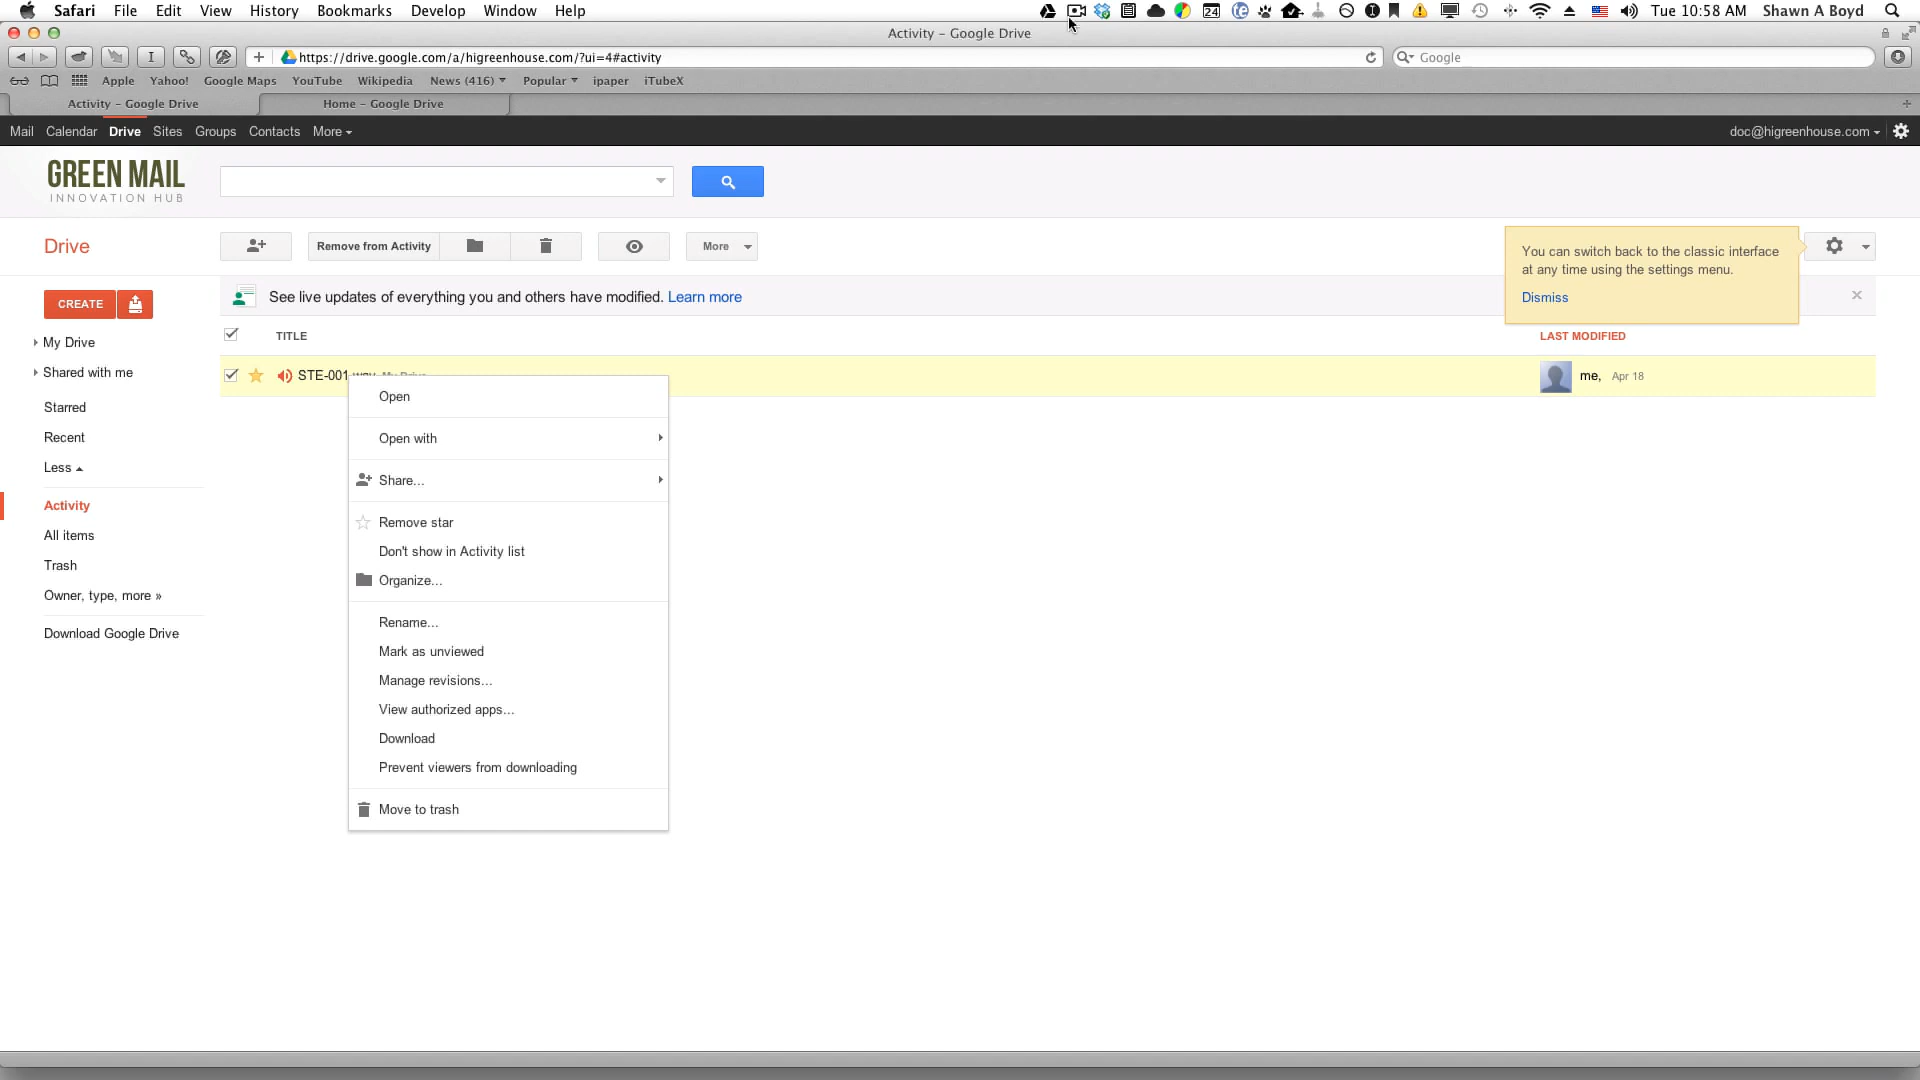 Safari File Edit View History Bookmarks Develop Window Help
24
Tue 10:58 AM Shawn A Boyd
Activity – Google Drive
https://drive.google.com/a/higreenhouse.com/?ui=4#activity
Google
Apple Yahoo! Google Maps YouTube Wikipedia News (416) Popular ipaper iTubeX
Activity – Google Drive
Home – Google Drive
Mail Calendar Drive Sites Groups Contacts More
doc@higreenhouse.com
GREEN MAIL
INNOVATION HUB
Drive
Remove from Activity
More
You can switch back to the classic interface
at any time using the settings menu.
Dismiss
CREATE
See live updates of everything you and others have modified. Learn more
TITLE
LAST MODIFIED
STE-001.wav My Drive
me, Apr 18
My Drive
Shared with me
Starred
Recent
Less
Activity
All items
Trash
Owner, type, more »
Download Google Drive
Open
Open with
Share...
Remove star
Don't show in Activity list
Organize...
Rename...
Mark as unviewed
Manage revisions...
View authorized apps...
Download
Prevent viewers from downloading
Move to trash